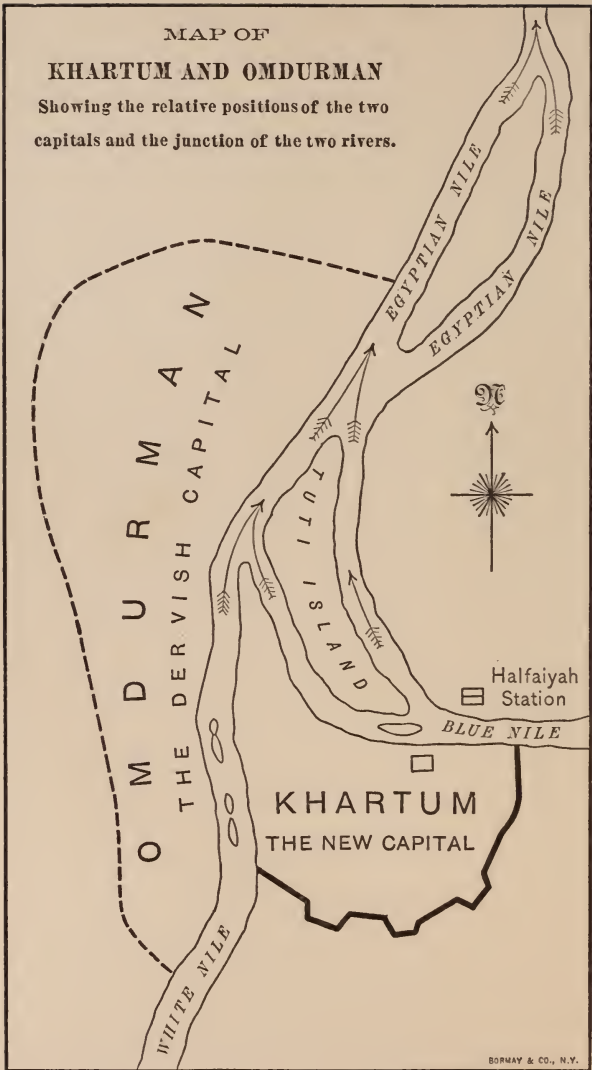 MAP OF
KHARTUM AND OMDURMAN
Showing the relative positions of the two
capitals and the junction of the two rivers.
EGYPTIAN NILE
EGYPTIAN NILE
N
OMDURMAN
THE DERVISH CAPITAL
TUTI ISLAND
Halfaiyah
Station
BLUE NILE
KHARTUM
THE NEW CAPITAL
WHITE NILE
BORMAY & CO., N.Y.